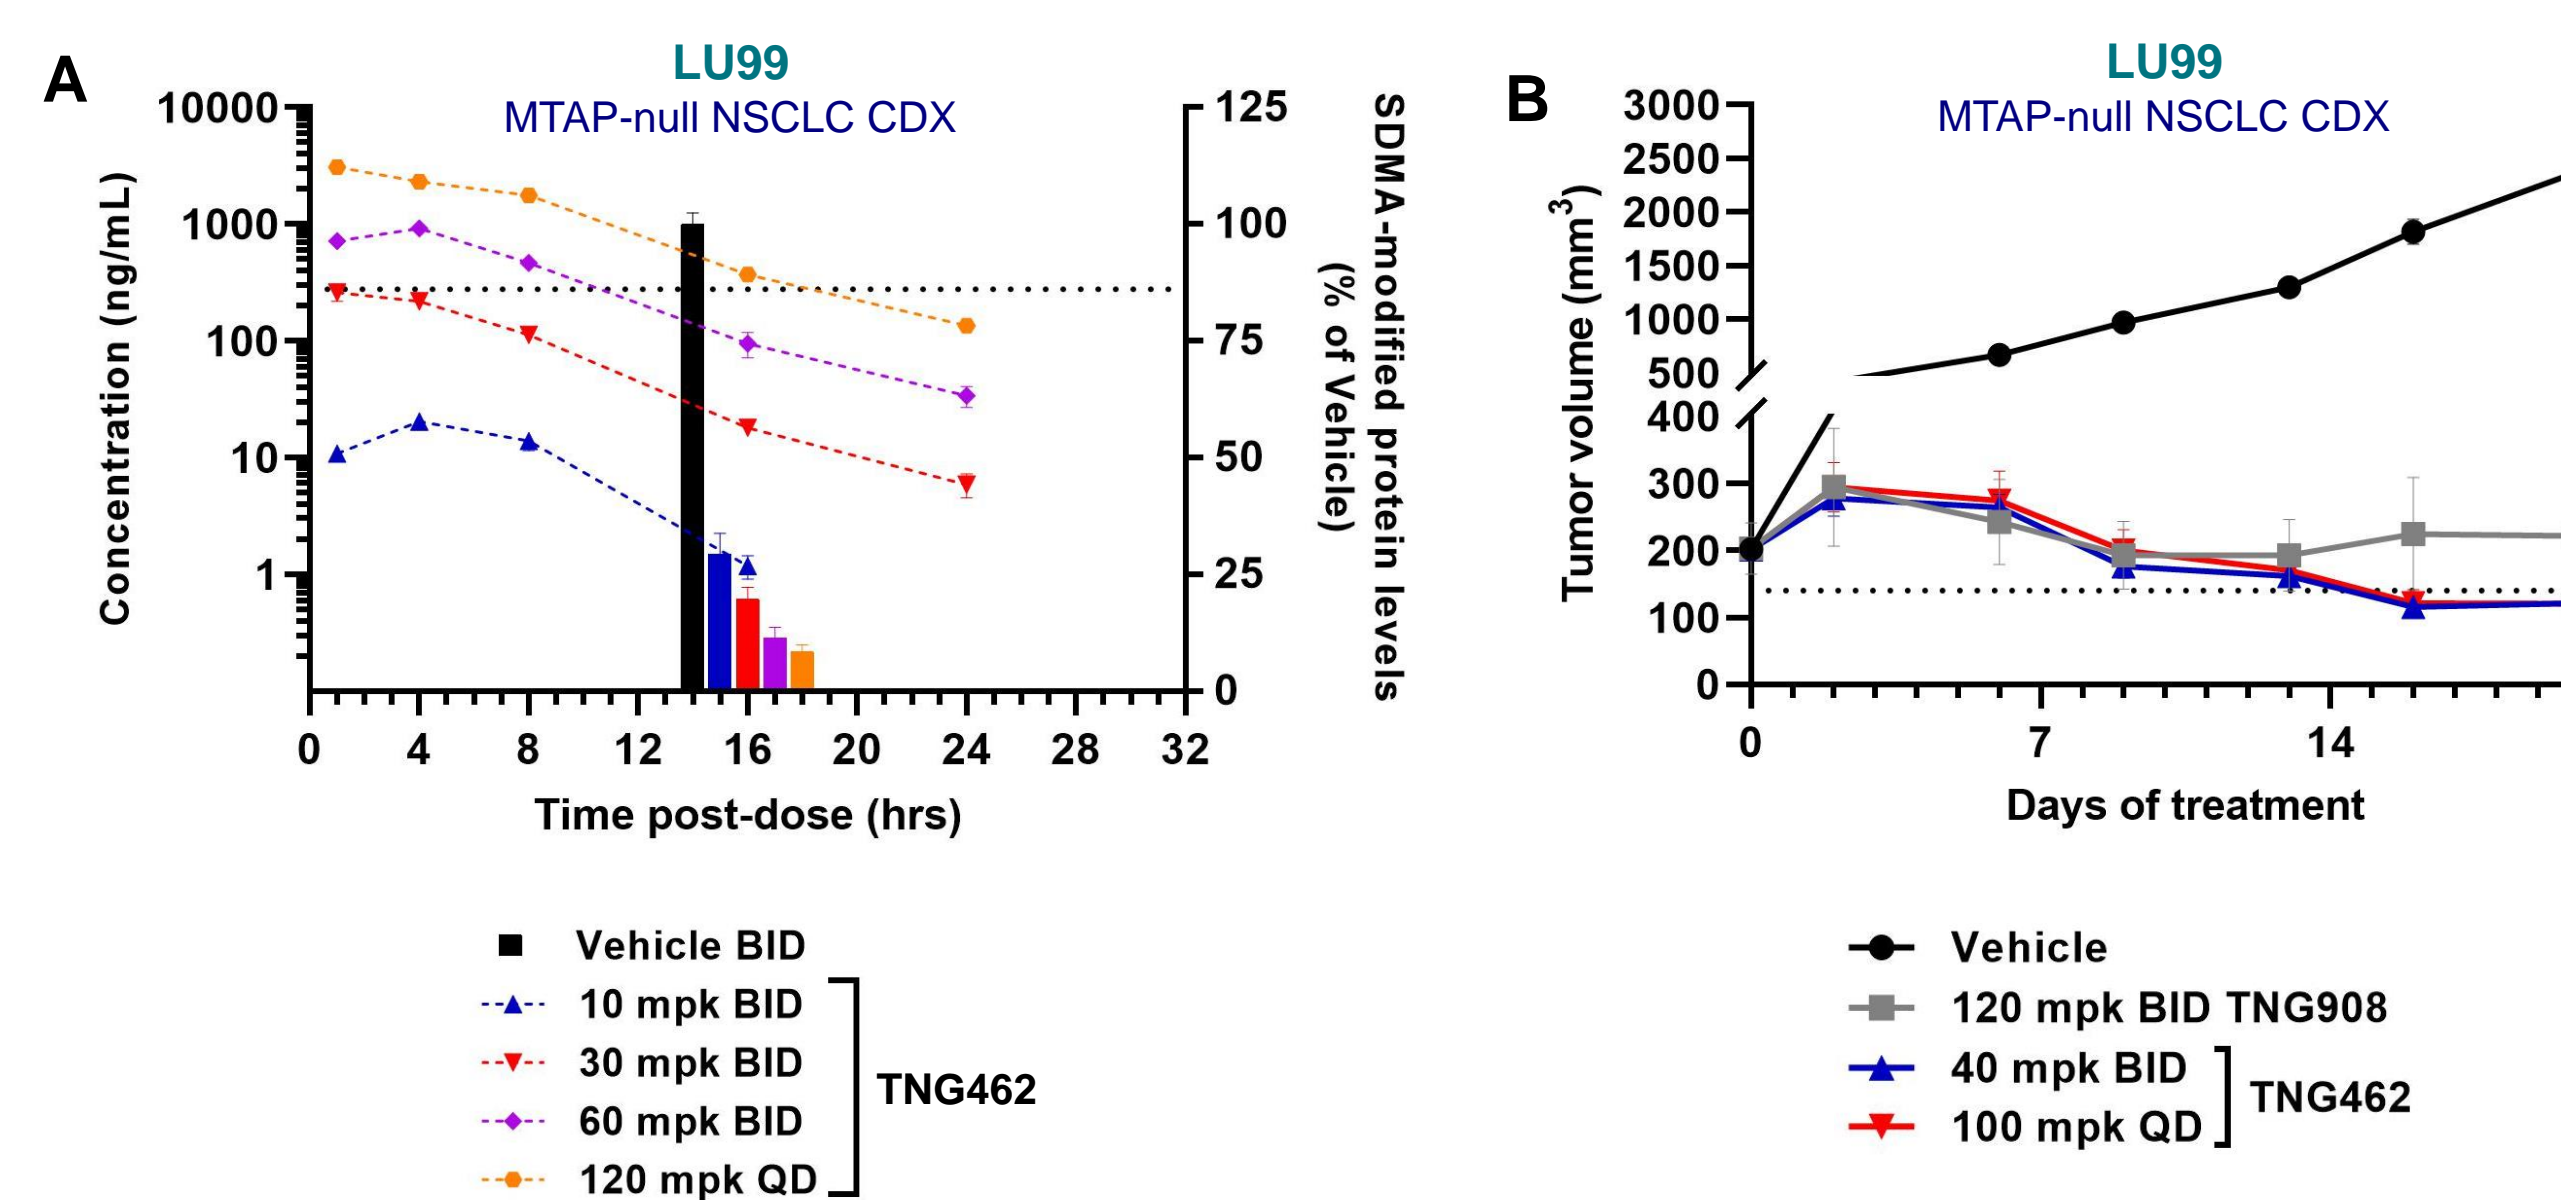 A
LU99
MTAP-null NSCLC CDX
Concentration (ng/mL)
10000
1000
100
10
1
125
100
75
50
25
0
SDMA-modified protein levels
(% of Vehicle)
0 4 8 12 16 20 24 28 32
Time post-dose (hrs)
Vehicle BID
10 mpk BID
30 mpk BID
60 mpk BID
120 mpk QD
TNG462
B
LU99
MTAP-null NSCLC CDX
Tumor volume (mm³)
3000
2500
2000
1500
1000
500
400
300
200
100
0
0 7 14
Days of treatment
Vehicle
120 mpk BID TNG908
40 mpk BID
100 mpk QD
TNG462